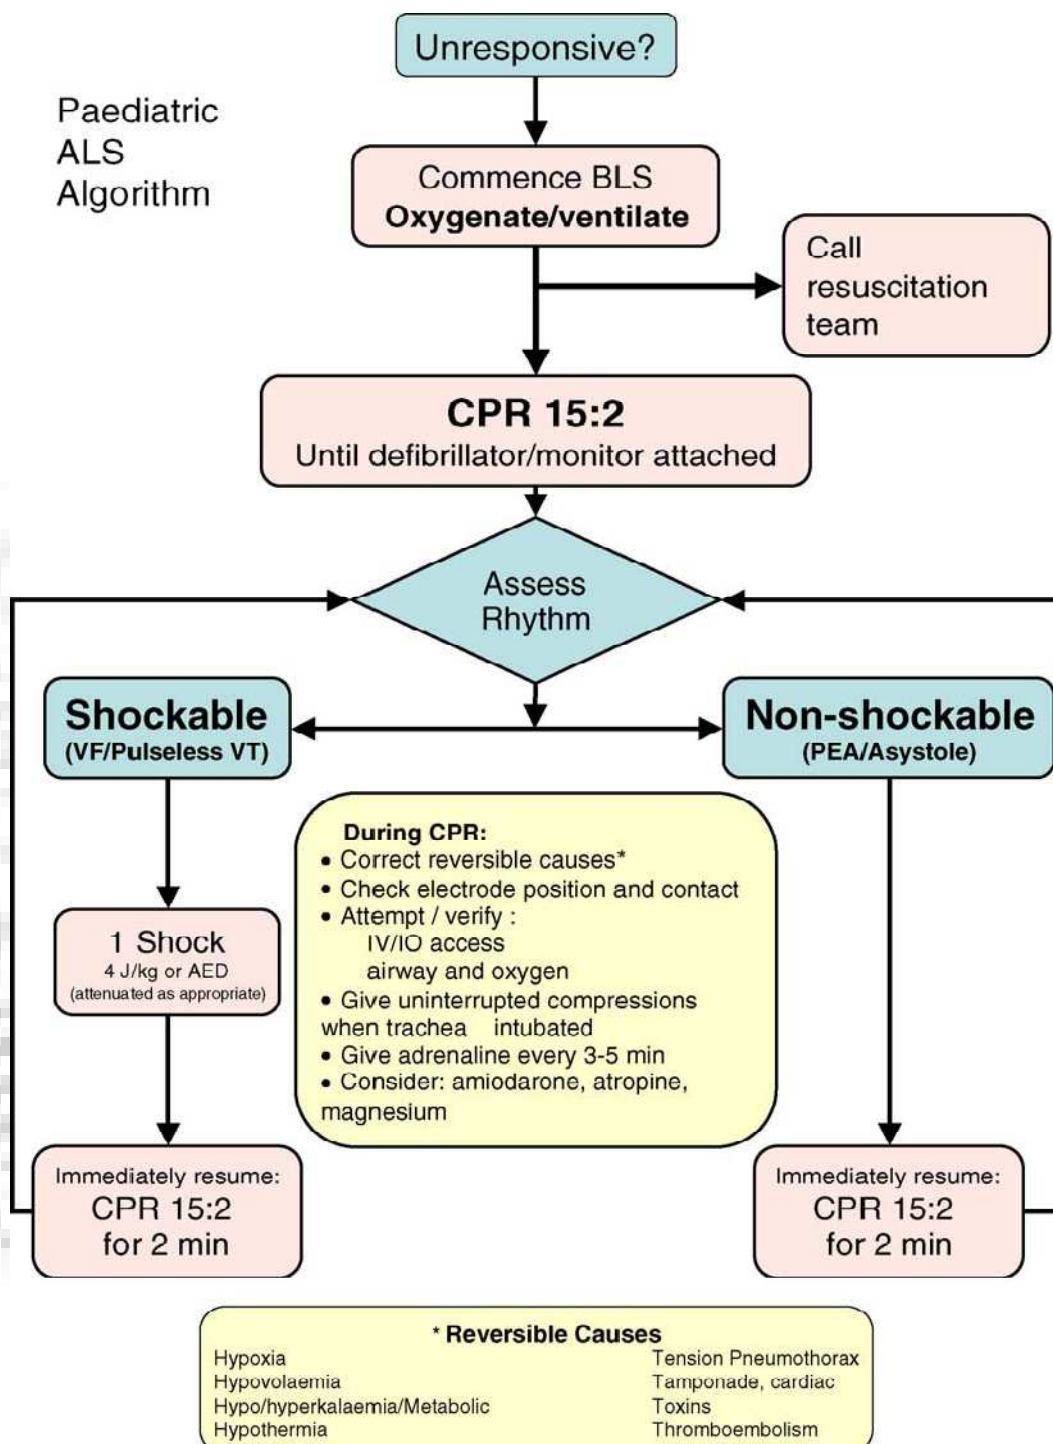 Unresponsive?
Paediatric
ALS
Algorithm
Commence BLS
Oxygenate/ventilate
Call
resuscitation
team
CPR 15:2
Until defibrillator/monitor attached
Assess
Rhythm
Shockable
(VF/Pulseless VT)
Non-shockable
(PEA/Asystole)
During CPR:
• Correct reversible causes*
• Check electrode position and contact
• Attempt / verify :
IV/IO access
airway and oxygen
• Give uninterrupted compressions
when trachea intubated
• Give adrenaline every 3-5 min
• Consider: amiodarone, atropine,
magnesium
1 Shock
4 J/kg or AED
(attenuated as appropriate)
Immediately resume:
CPR 15:2
for 2 min
Immediately resume:
CPR 15:2
for 2 min
* Reversible Causes
Hypoxia Tension Pneumothorax
Hypovolaemia Tamponade, cardiac
Hypo/hyperkalaemia/Metabolic Toxins
Hypothermia Thromboembolism